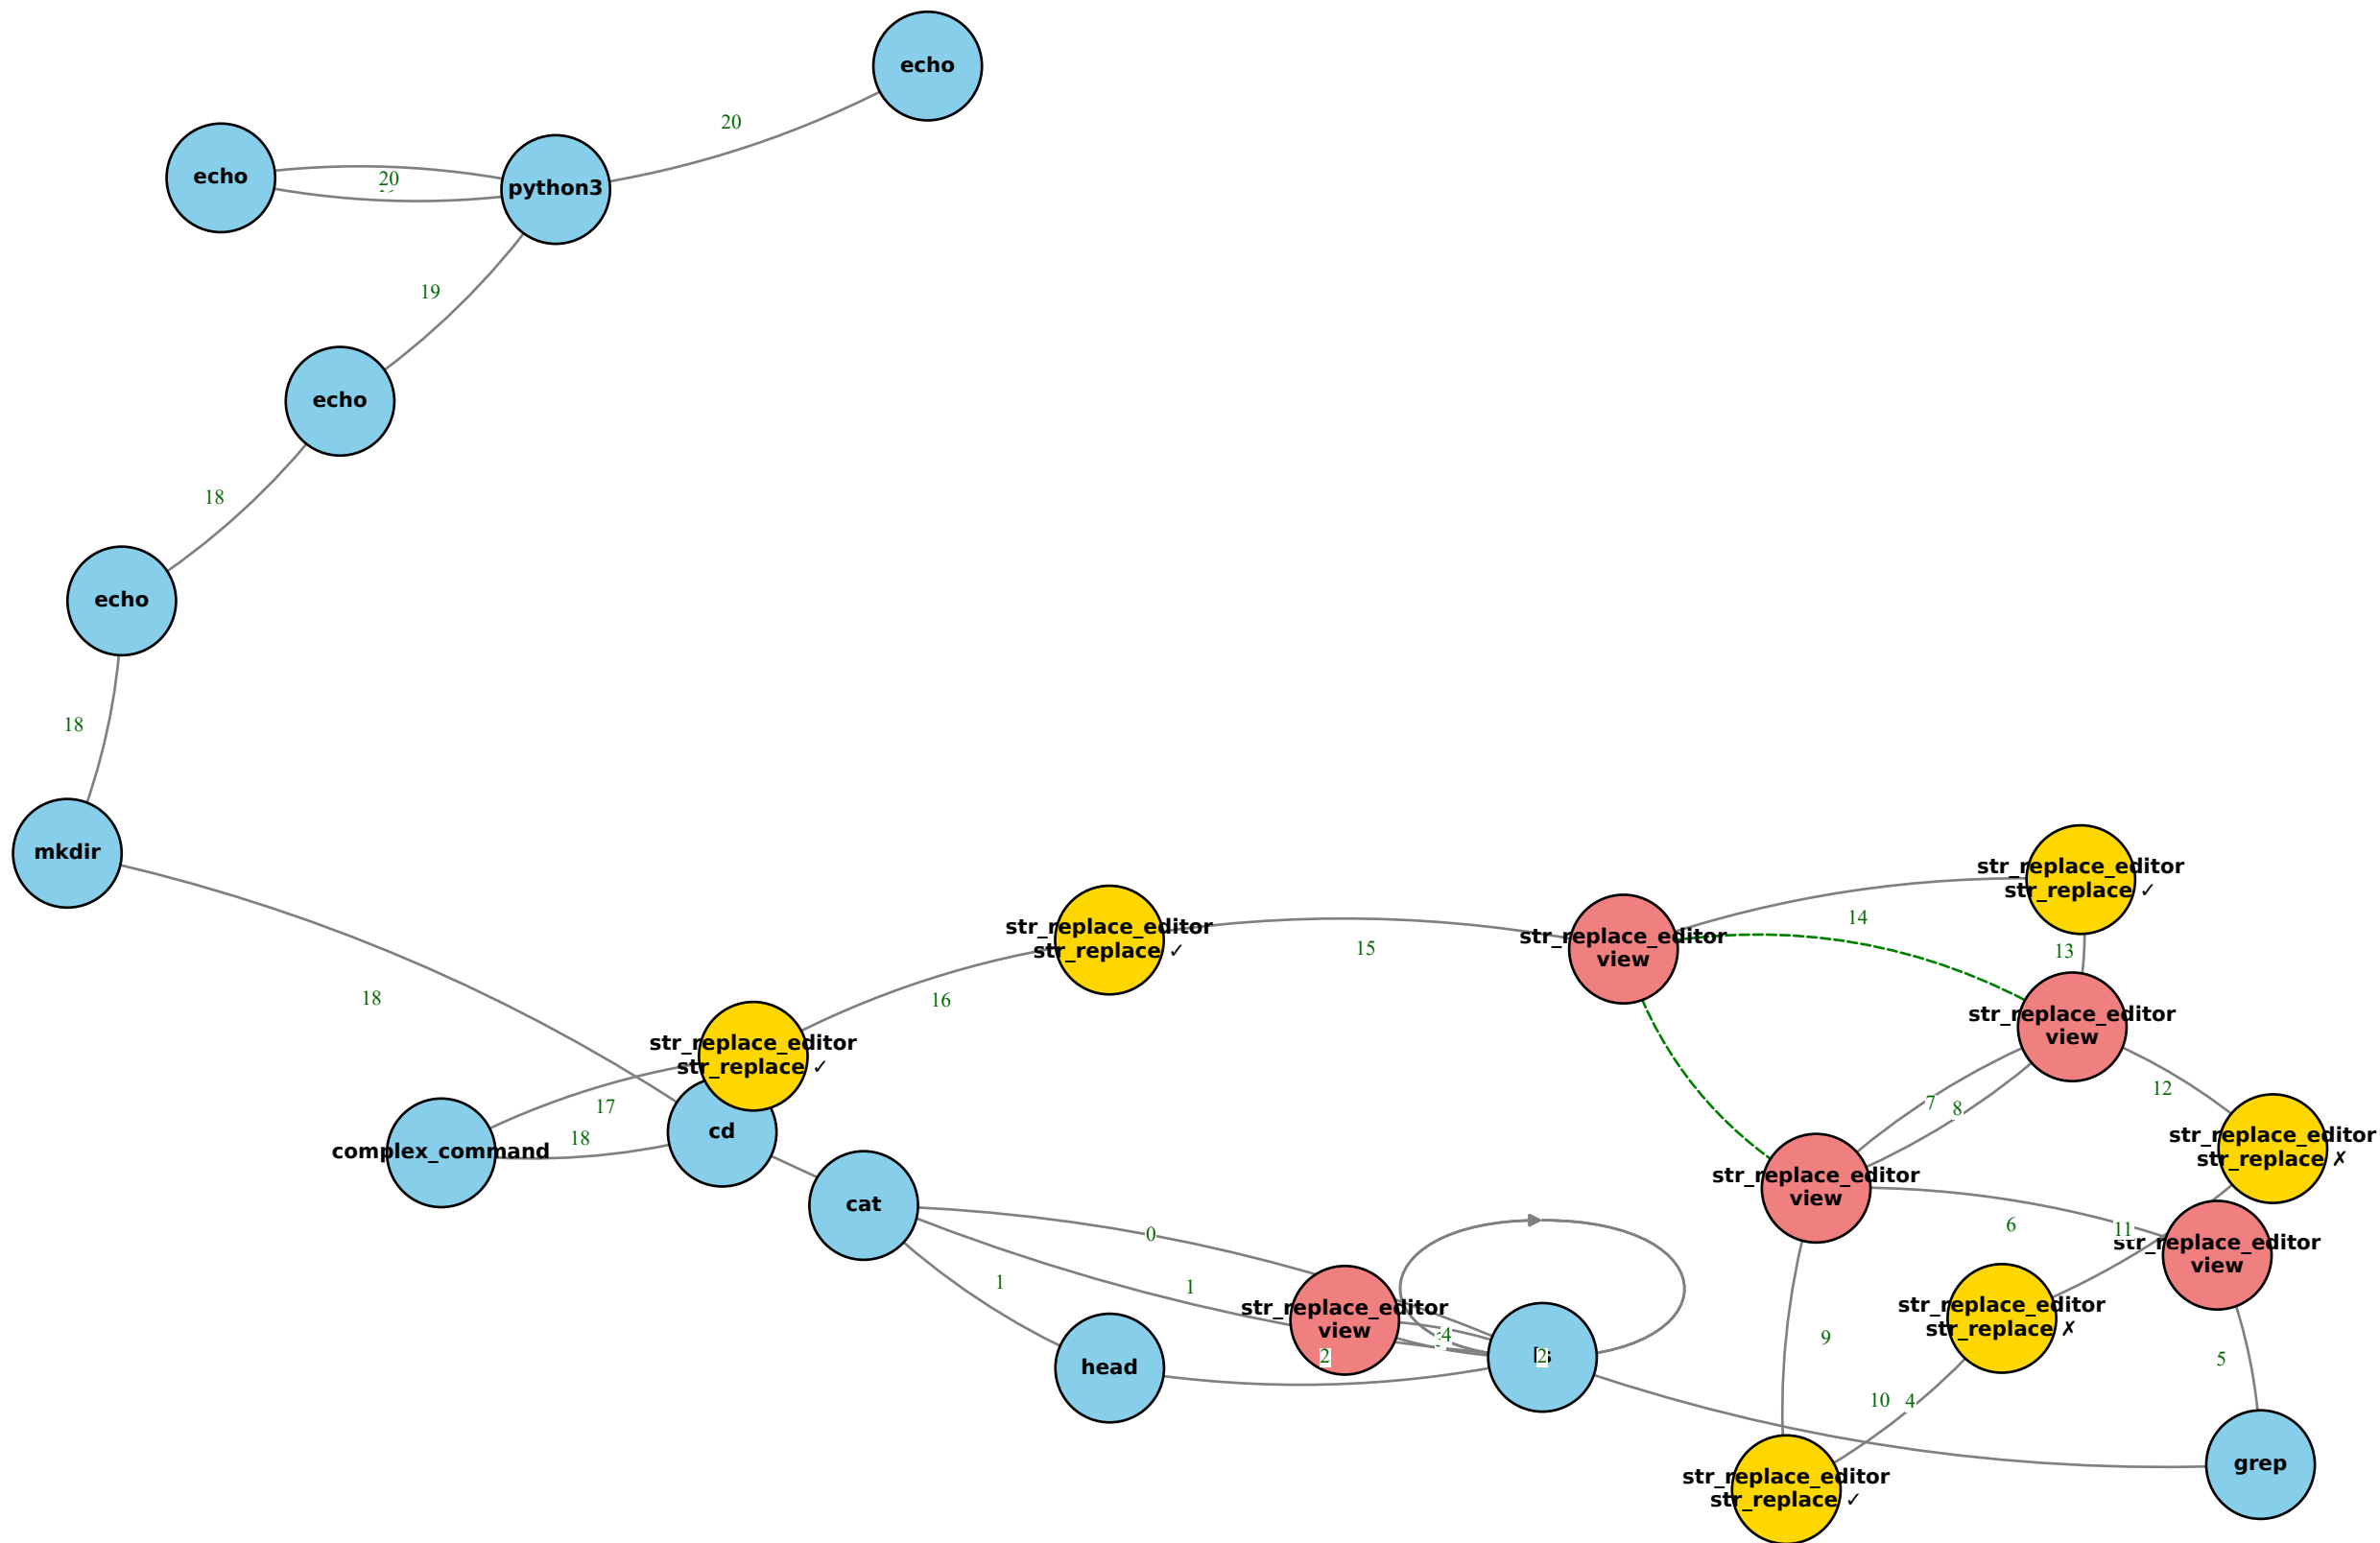 echo
20
echo
20
python3
19
echo
18
echo
18
mkdir
18
str_replace_editor
str_replace ✓
14
str_replace_editor
str_replace ✓
15
str_replace_editor
view
13
16
str_replace_editor
view
str_replace_editor
str_replace ✓
17
7
8
12
cd
18
complex_command
str_replace_editor
str_replace ✗
str_replace_editor
view
cat
0
6
11
str_replace_editor
view
1
1
str_replace_editor
view
4
2
2
str_replace_editor
str_replace ✗
9
5
head
10
4
grep
str_replace_editor
str_replace ✓